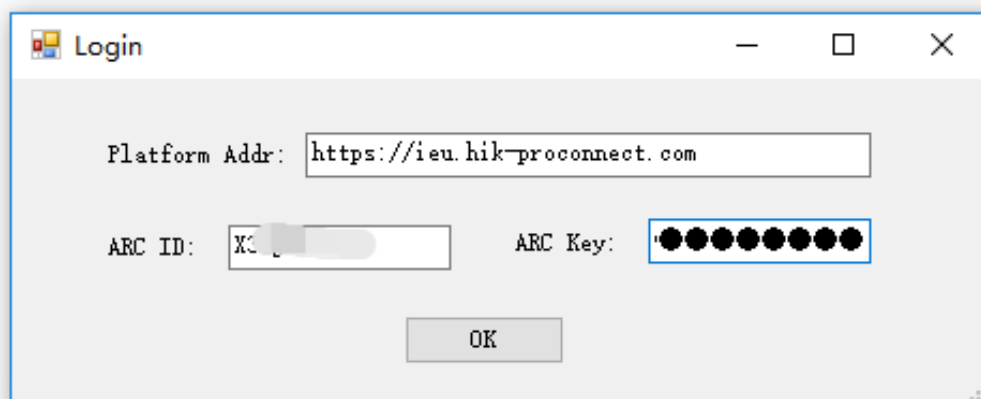 Login
Platform Addr: https://ieu.hik-proconnect.com
ARC ID: ARC Key:
OK